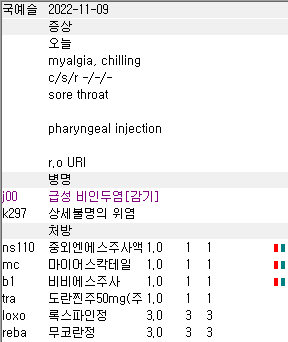 국예슬 2022-11-09
증상
오늘
myalgia, chilling
c/s/r -/-/-
sore throat
pharyngeal injection
r.o URI
병명
j00 급성 비인두염[감기]
k297 상세불명의 위염
처방
ns110 중외엔에스주사액 1.0 1 1
mc 마이어스칵테일 1.0 1 1
b1 비비에스주사 1.0 1 1
tra 도란찐주50mg(주 1.0 1 1
loxo 록스파인정 3.0 3 3
reba 무코란정 3.0 3 3